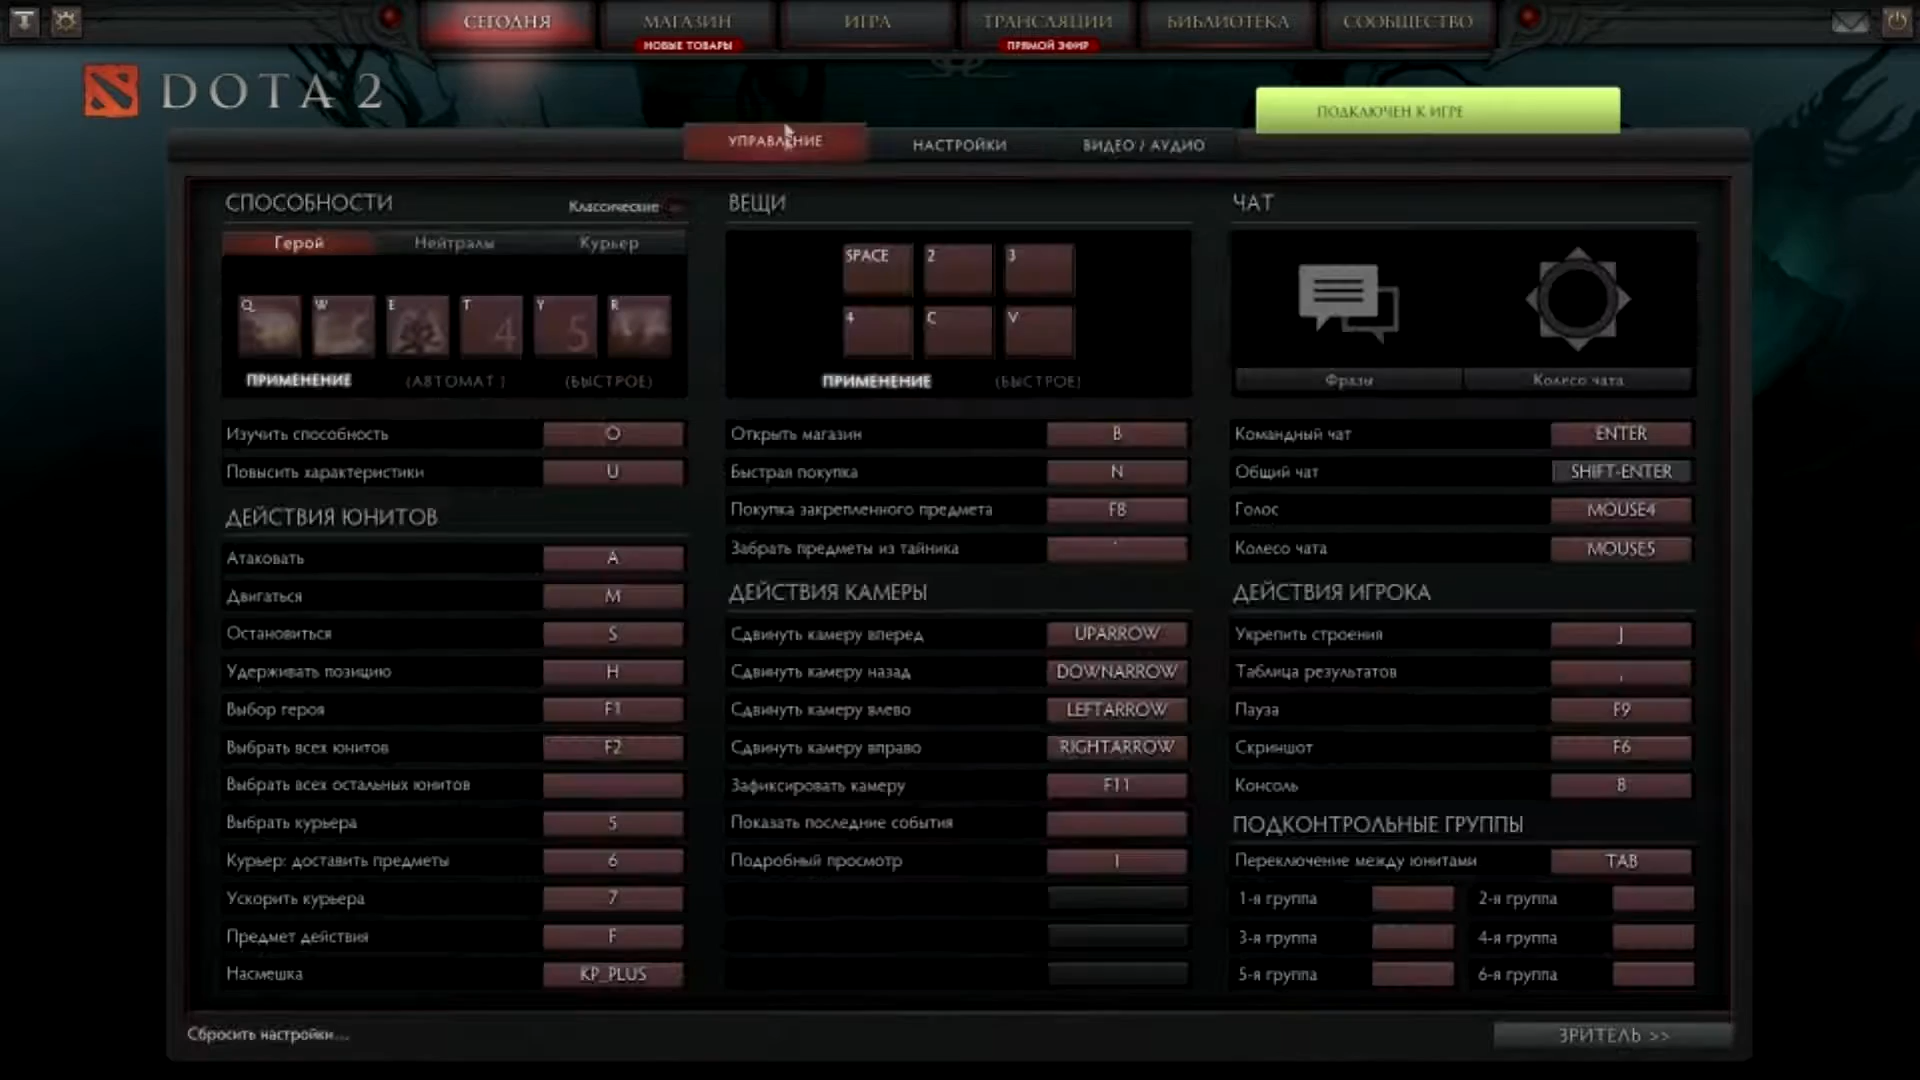 СЕГОДНЯ
МАГАЗИН
НОВЫЕ ТОВАРЫ
ИГРА
ТРАНСЛЯЦИИ
ПРЯМОЙ ЭФИР
БИБЛИОТЕКА
СООБЩЕСТВО
DOTA 2
ПОДКЛЮЧЕН К ИГРЕ
УПРАВЛЕНИЕ
НАСТРОЙКИ
ВИДЕО / АУДИО
СПОСОБНОСТИ
Классические
Герой
Нейтралы
Курьер
Q
W
E
T
4
Y
5
R
ПРИМЕНЕНИЕ
(АВТОМАТ.)
(БЫСТРОЕ)
Изучить способность O
Повысить характеристики U
ДЕЙСТВИЯ ЮНИТОВ
Атаковать A
Двигаться M
Остановиться S
Удерживать позицию H
Выбор героя F1
Выбрать всех юнитов F2
Выбрать всех остальных юнитов
Выбрать курьера 5
Курьер: доставить предметы 6
Ускорить курьера 7
Предмет действия F
Насмешка KP_PLUS
ВЕЩИ
SPACE
2
3
4
C
V
ПРИМЕНЕНИЕ
(БЫСТРОЕ)
Открыть магазин B
Быстрая покупка N
Покупка закрепленного предмета F8
Забрать предметы из тайника
ДЕЙСТВИЯ КАМЕРЫ
Сдвинуть камеру вперед UPARROW
Сдвинуть камеру назад DOWNARROW
Сдвинуть камеру влево LEFTARROW
Сдвинуть камеру вправо RIGHTARROW
Зафиксировать камеру F11
Показать последние события
Подробный просмотр I
ЧАТ
Фразы
Колесо чата
Командный чат ENTER
Общий чат SHIFT-ENTER
Голос MOUSE4
Колесо чата MOUSE5
ДЕЙСТВИЯ ИГРОКА
Укрепить строения J
Таблица результатов ,
Пауза F9
Скриншот F6
Консоль 8
ПОДКОНТРОЛЬНЫЕ ГРУППЫ
Переключение между юнитами TAB
1-я группа
2-я группа
3-я группа
4-я группа
5-я группа
6-я группа
Сбросить настройки...
ЗРИТЕЛЬ >>